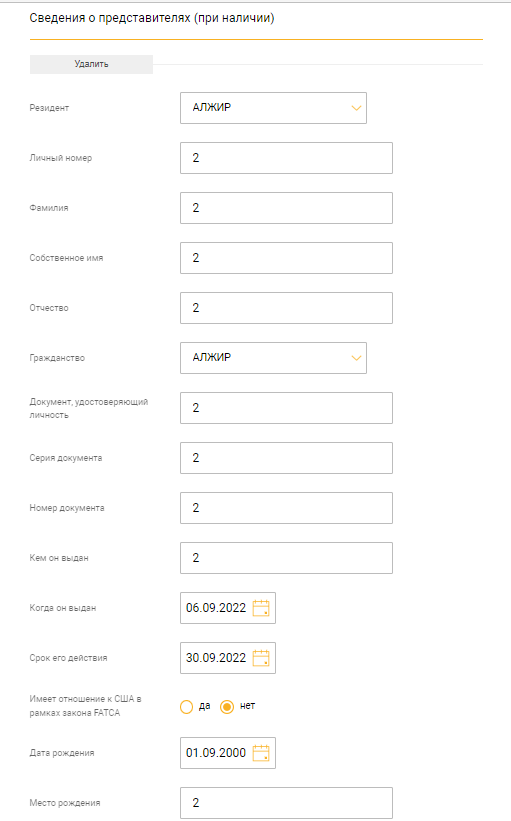 Сведения о представителях (при наличии)
Удалить
Резидент АЛЖИР
Личный номер 2
Фамилия 2
Собственное имя 2
Отчество 2
Гражданство АЛЖИР
Документ, удостоверяющий
личность 2
Серия документа 2
Номер документа 2
Кем он выдан 2
Когда он выдан 06.09.2022
Срок его действия 30.09.2022
Имеет отношение к США в
рамках закона FATCA да нет
Дата рождения 01.09.2000
Место рождения 2